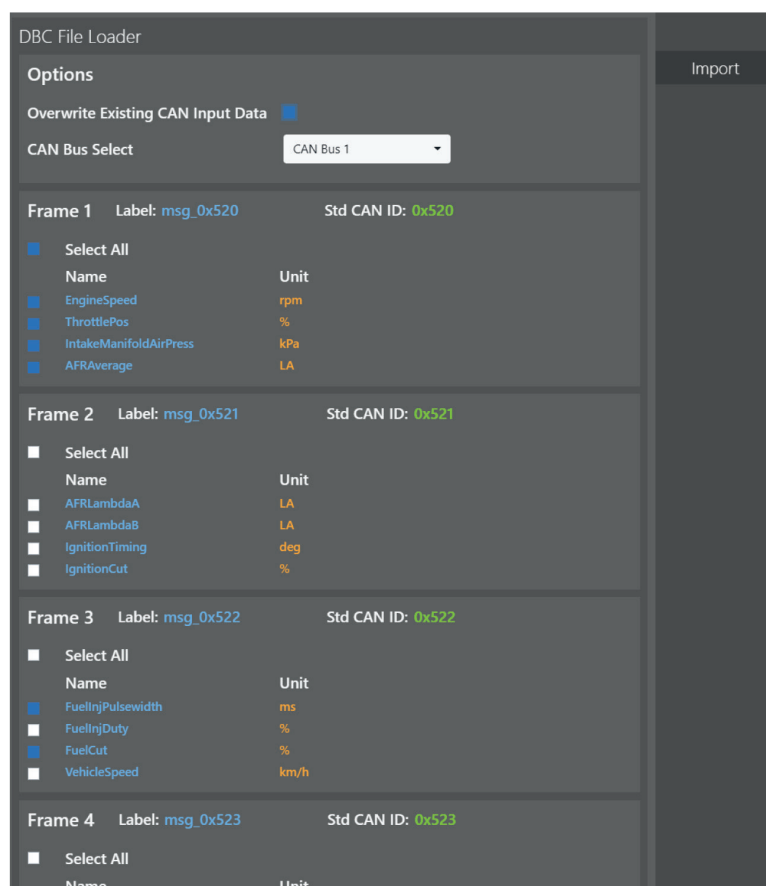 DBC File Loader
Import
Options
Overwrite Existing CAN Input Data
CAN Bus Select CAN Bus 1
Frame 1 Label: msg_0x520 Std CAN ID: 0x520
Select All
Name Unit
EngineSpeed rpm
ThrottlePos %
IntakeManifoldAirPress kPa
AFRAverage LA
Frame 2 Label: msg_0x521 Std CAN ID: 0x521
Select All
Name Unit
AFRLambdaA LA
AFRLambdaB LA
IgnitionTiming deg
IgnitionCut %
Frame 3 Label: msg_0x522 Std CAN ID: 0x522
Select All
Name Unit
FuelInjPulsewidth ms
FuelInjDuty %
FuelCut %
VehicleSpeed km/h
Frame 4 Label: msg_0x523 Std CAN ID: 0x523
Select All
Name Unit